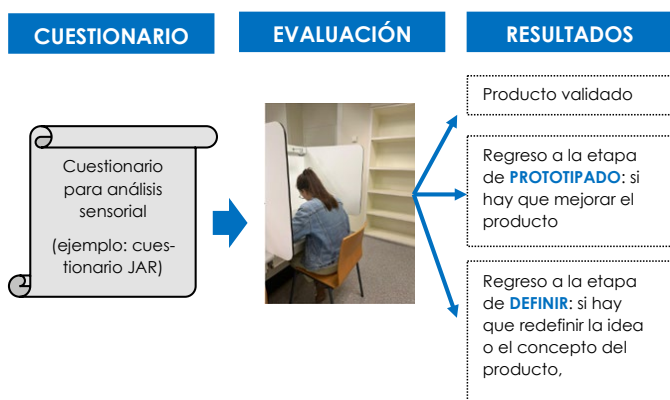 CUESTIONARIO
EVALUACIÓN
RESULTADOS
Cuestionario
para análisis
sensorial
(ejemplo: cues-
tionario JAR)
Producto validado
Regreso a la etapa
de PROTOTIPADO: si
hay que mejorar el
producto
Regreso a la etapa
de DEFINIR: si hay
que redefinir la idea
o el concepto del
producto,